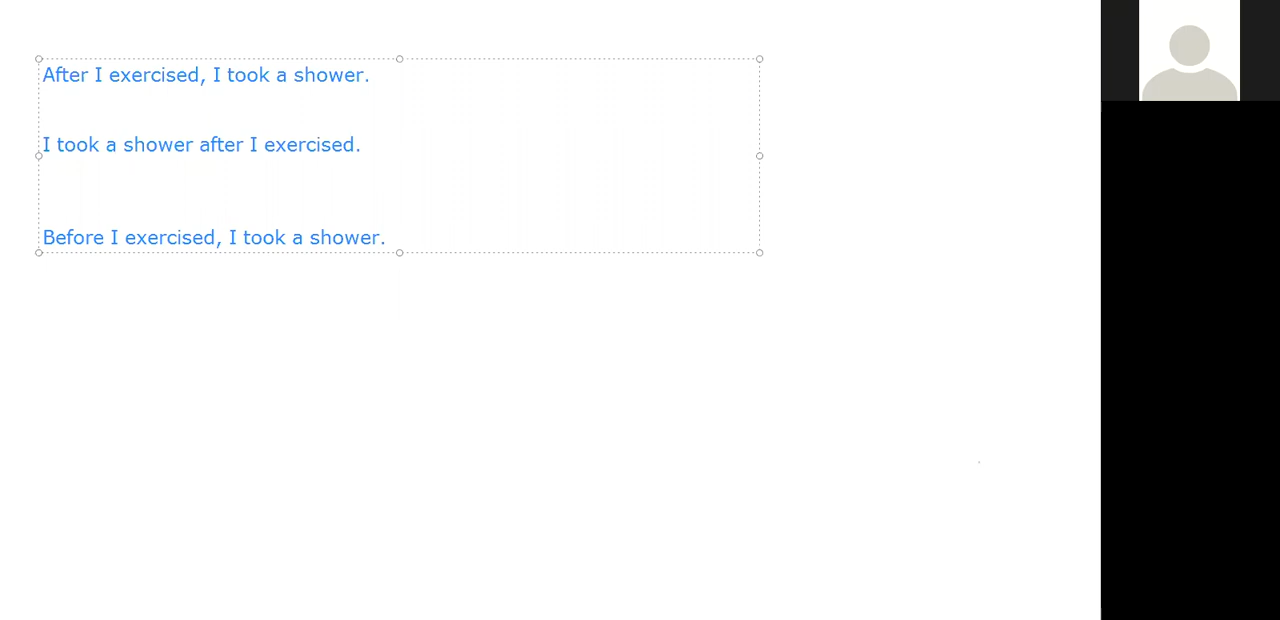 After I exercised, I took a shower.
I took a shower after I exercised.
Before I exercised, I took a shower.